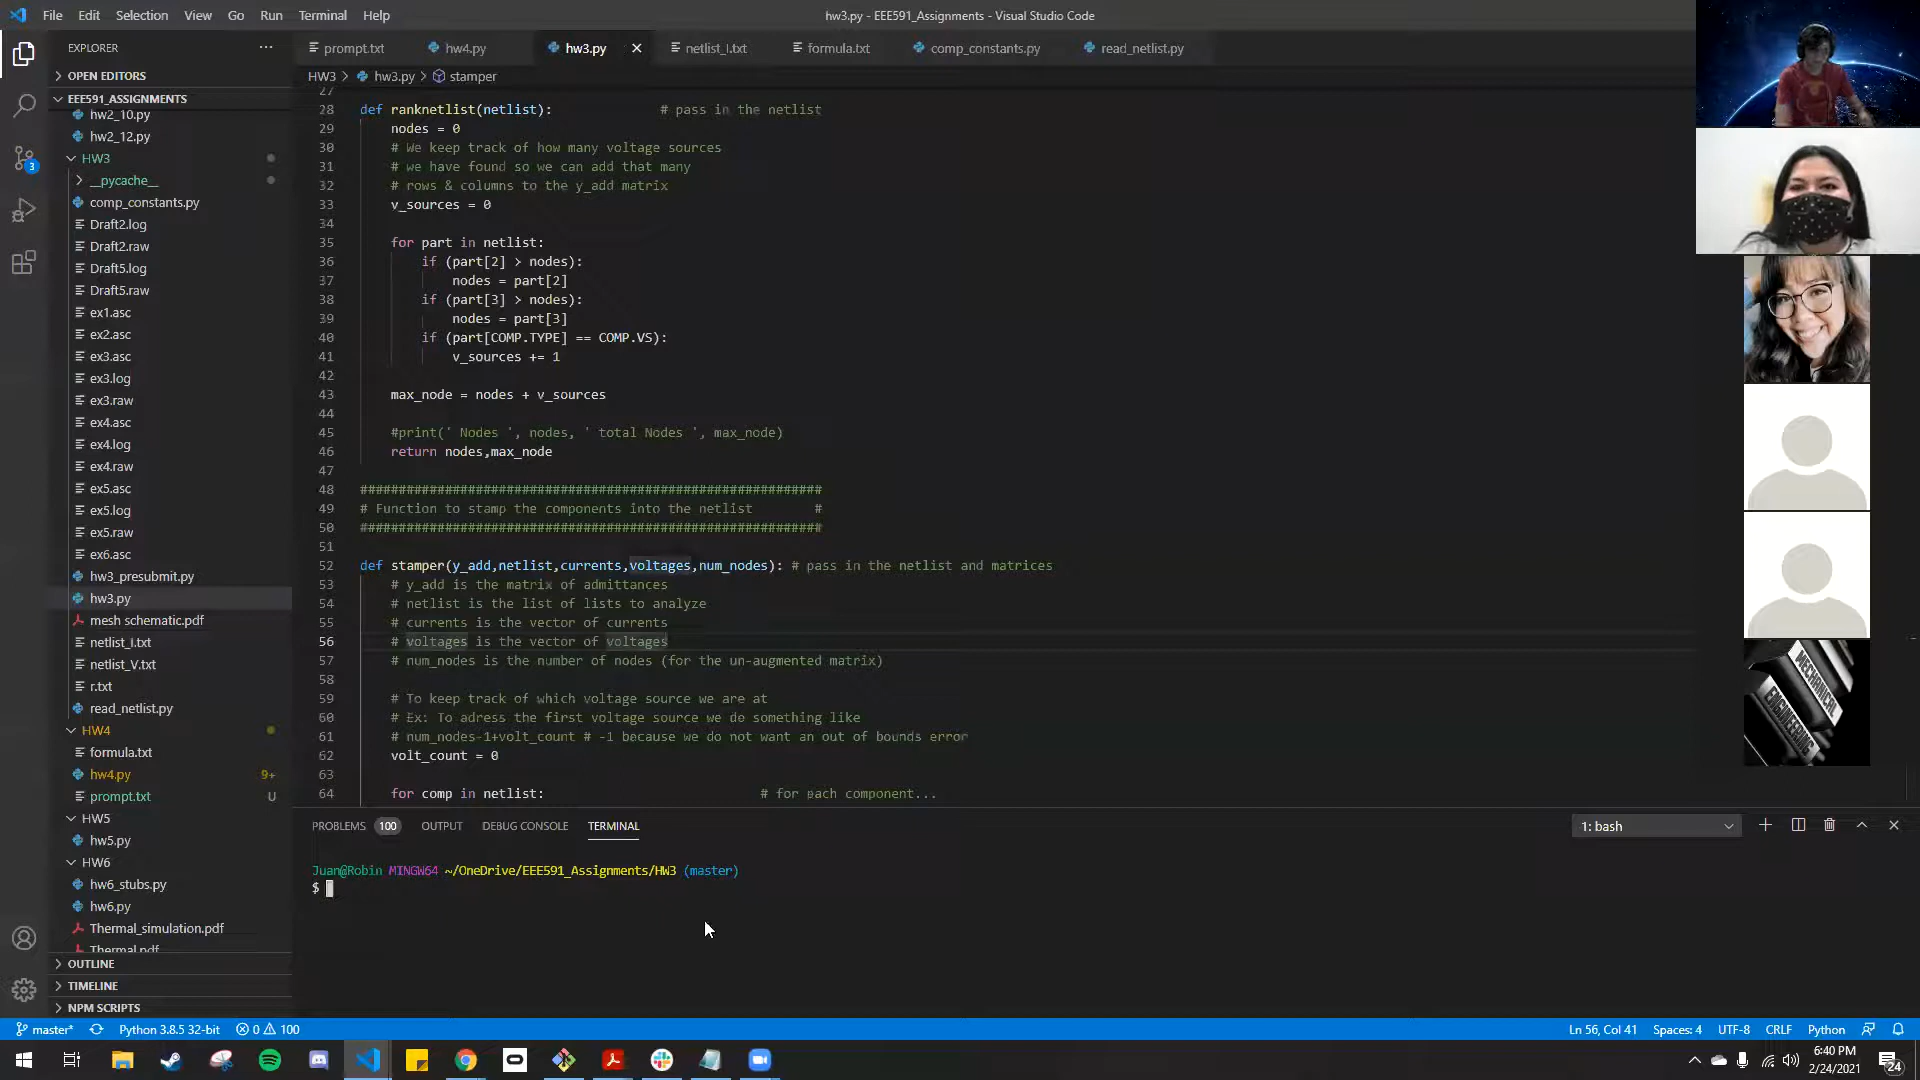 File Edit Selection View Go Run Terminal Help
hw3.py - EEE591_Assignments - Visual Studio Code
EXPLORER
OPEN EDITORS
EEE591_ASSIGNMENTS
hw2_10.py
hw2_12.py
HW3
__pycache__
comp_constants.py
Draft2.log
Draft2.raw
Draft5.log
Draft5.raw
ex1.asc
ex2.asc
ex3.asc
ex3.log
ex3.raw
ex4.asc
ex4.log
ex4.raw
ex5.asc
ex5.log
ex5.raw
ex6.asc
hw3_presubmit.py
hw3.py
mesh schematic.pdf
netlist_I.txt
netlist_V.txt
r.txt
read_netlist.py
HW4
formula.txt
hw4.py 9+
prompt.txt U
HW5
hw5.py
HW6
hw6_stubs.py
hw6.py
Thermal_simulation.pdf
Thermal.pdf
OUTLINE
TIMELINE
NPM SCRIPTS
prompt.txt hw4.py hw3.py netlist_I.txt formula.txt comp_constants.py read_netlist.py
HW3 > hw3.py > stamper
27
28 def ranknetlist(netlist): # pass in the netlist
29 nodes = 0
30 # We keep track of how many voltage sources
31 # we have found so we can add that many
32 # rows & columns to the y_add matrix
33 v_sources = 0
34
35 for part in netlist:
36 if (part[2] > nodes):
37 nodes = part[2]
38 if (part[3] > nodes):
39 nodes = part[3]
40 if (part[COMP.TYPE] == COMP.VS):
41 v_sources += 1
42
43 max_node = nodes + v_sources
44
45 #print(' Nodes ', nodes, ' total Nodes ', max_node)
46 return nodes,max_node
47
48 ############################################################
49 # Function to stamp the components into the netlist #
50 ############################################################
51
52 def stamper(y_add,netlist,currents,voltages,num_nodes): # pass in the netlist and matrices
53 # y_add is the matrix of admittances
54 # netlist is the list of lists to analyze
55 # currents is the vector of currents
56 # voltages is the vector of voltages
57 # num_nodes is the number of nodes (for the un-augmented matrix)
58
59 # To keep track of which voltage source we are at
60 # Ex: To adress the first voltage source we do something like
61 # num_nodes-1+volt_count # -1 because we do not want an out of bounds error
62 volt_count = 0
63
64 for comp in netlist: # for each component...
PROBLEMS 100 OUTPUT DEBUG CONSOLE TERMINAL
1: bash
Juan@Robin MINGW64 ~/OneDrive/EEE591_Assignments/HW3 (master)
$
MECHANICAL
ENGINEERING
3
master* Python 3.8.5 32-bit 0 100
Ln 56, Col 41 Spaces: 4 UTF-8 CRLF Python
6:40 PM
2/24/2021
24